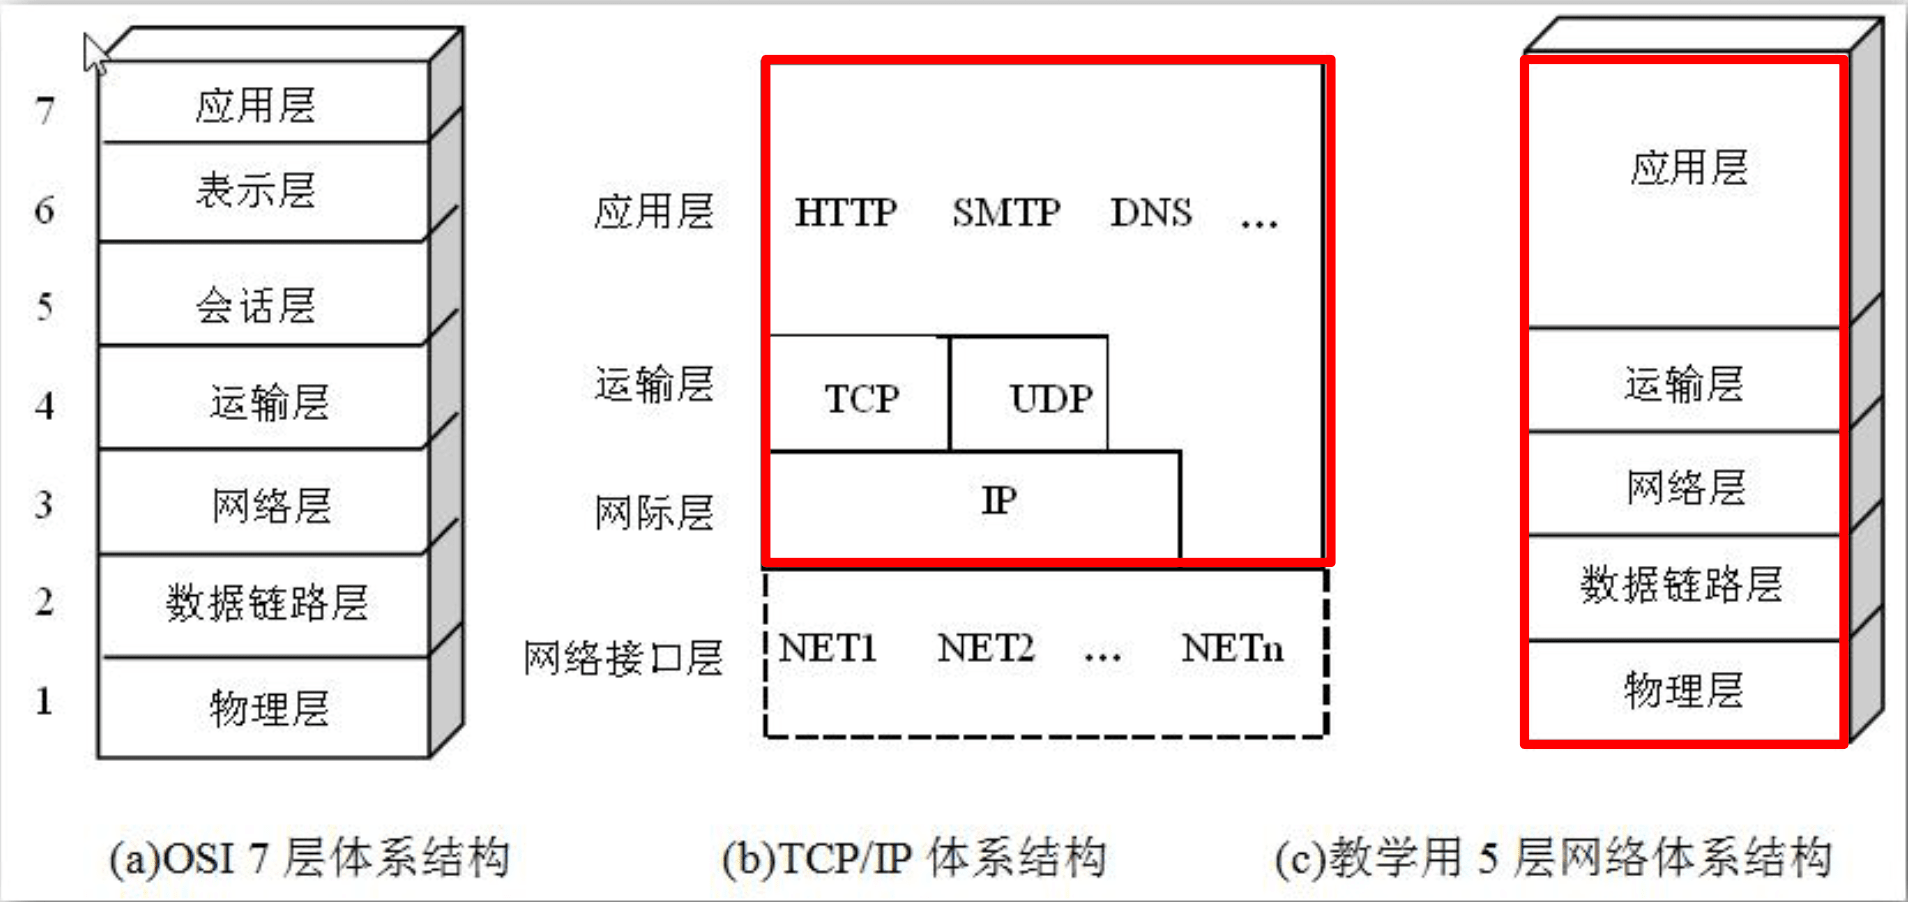 7 应用层
6 表示层
5 会话层
4 运输层
3 网络层
2 数据链路层
1 物理层
(a)OSI 7 层体系结构
应用层 HTTP SMTP DNS ...
运输层 TCP UDP
网际层 IP
网络接口层 NET1 NET2 ... NETn
(b)TCP/IP 体系结构
应用层
运输层
网络层
数据链路层
物理层
(c)教学用 5 层网络体系结构